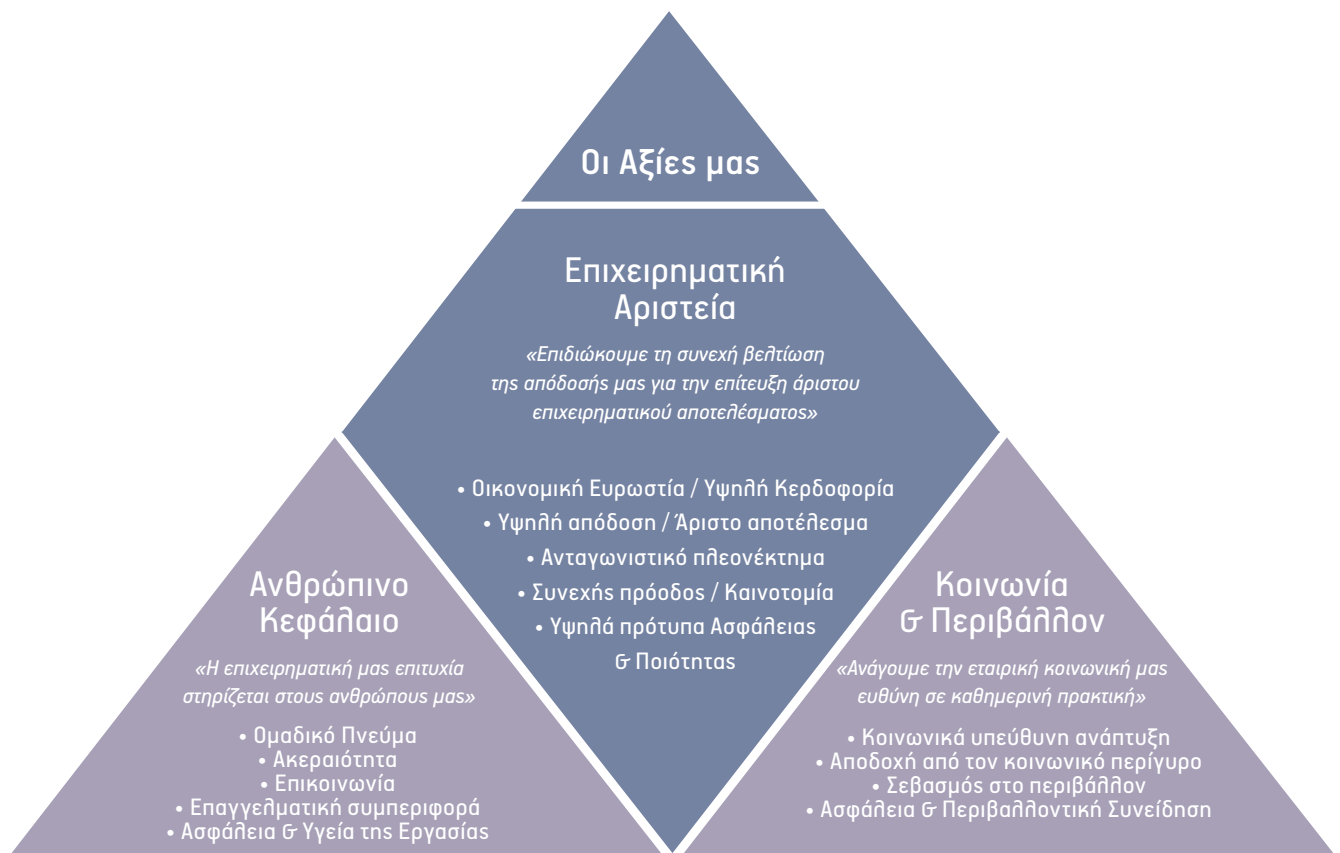 Οι Αξίες μας
Επιχειρηματική
Αριστεία
«Επιδιώκουμε τη συνεχή βελτίωση
της απόδοσής μας για την επίτευξη άριστου
επιχειρηματικού αποτελέσματος»
• Οικονομική Ευρωστία / Υψηλή Κερδοφορία
• Υψηλή απόδοση / Άριστο αποτέλεσμα
• Ανταγωνιστικό πλεονέκτημα
• Συνεχής πρόοδος / Καινοτομία
• Υψηλά πρότυπα Ασφάλειας
& Ποιότητας
Ανθρώπινο
Κεφάλαιο
«Η επιχειρηματική μας επιτυχία
στηρίζεται στους ανθρώπους μας»
• Ομαδικό Πνεύμα
• Ακεραιότητα
• Επικοινωνία
• Επαγγελματική συμπεριφορά
• Ασφάλεια & Υγεία της Εργασίας
Κοινωνία
& Περιβάλλον
«Ανάγουμε την εταιρική κοινωνική μας
ευθύνη σε καθημερινή πρακτική»
• Κοινωνικά υπεύθυνη ανάπτυξη
• Αποδοχή από τον κοινωνικό περίγυρο
• Σεβασμός στο περιβάλλον
• Ασφάλεια & Περιβαλλοντική Συνείδηση